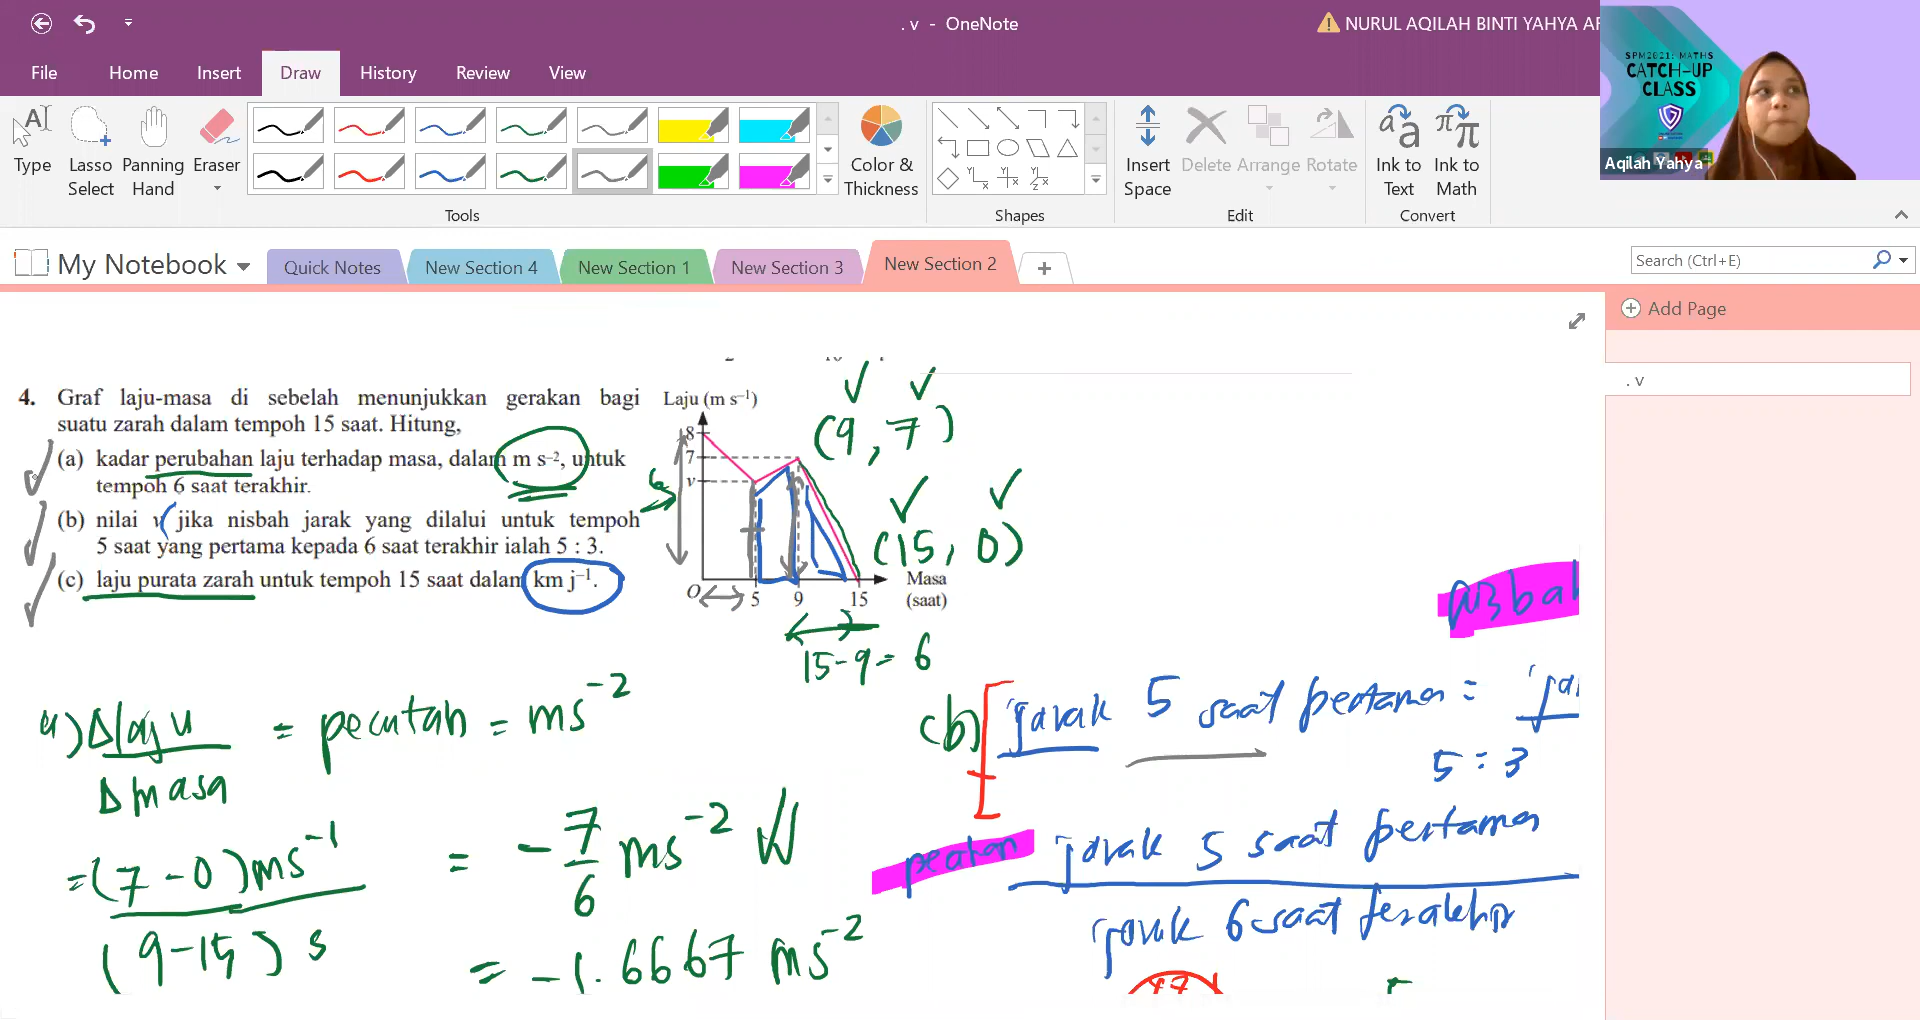 . v - OneNote
NURUL AQILAH BINTI YAHYA
File Home Insert Draw History Review View
SPM2021: MATHS
CATCH-UP
CLASS
Aqilah Yahya
Type
Lasso Select
Panning Hand
Eraser
Color & Thickness
Insert Space
Delete Arrange Rotate
Ink to Text
Ink to Math
Tools Shapes Edit Convert
My Notebook Quick Notes New Section 4 New Section 1 New Section 3 New Section 2 +
Search (Ctrl+E)
Add Page
. v
4. Graf laju-masa di sebelah menunjukkan gerakan bagi
suatu zarah dalam tempoh 15 saat. Hitung,
(a) kadar perubahan laju terhadap masa, dalam m s⁻², untuk
tempoh 6 saat terakhir.
(b) nilai v jika nisbah jarak yang dilalui untuk tempoh
5 saat yang pertama kepada 6 saat terakhir ialah 5 : 3.
(c) laju purata zarah untuk tempoh 15 saat dalam km j⁻¹.
Laju (m s⁻¹)
8
7
v
O 5 9 15
Masa
(saat)
6
(9, 7)
(15, 0)
15-9 = 6
a) Δlaju = pecutan = ms⁻²
Δmasa
= (7-0)ms⁻¹
(9-15) s
= -7/6 ms⁻²
= -1.6667 ms⁻²
(b) Jarak 5 saat pertama =
5 : 3
jarak 5 saat pertama
jarak 6 saat terakhir